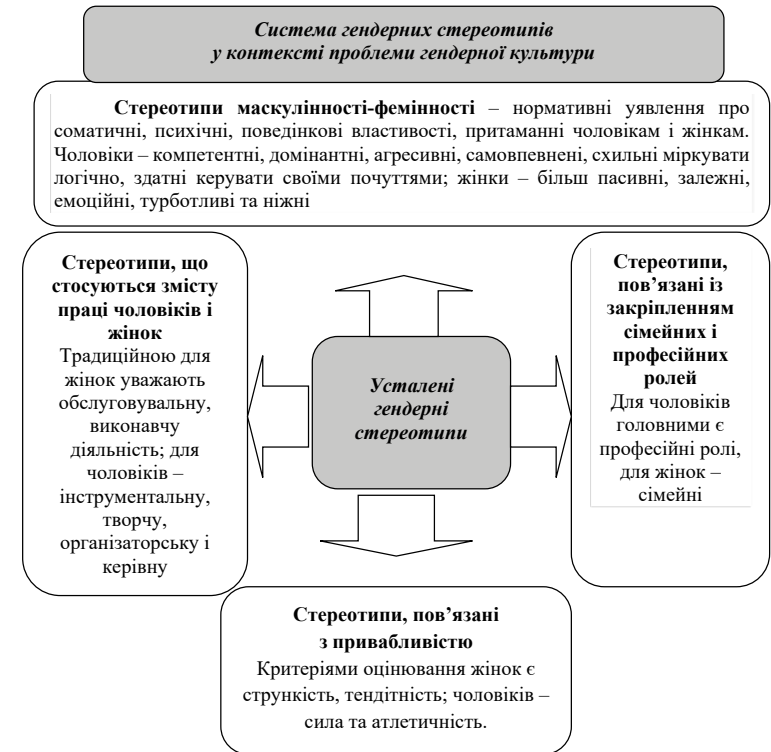 Система гендерних стереотипів
у контексті проблеми гендерної культури
Стереотипи маскулінності-фемінності – нормативні уявлення про
соматичні, психічні, поведінкові властивості, притаманні чоловікам і жінкам.
Чоловіки – компетентні, домінантні, агресивні, самовпевнені, схильні міркувати
логічно, здатні керувати своїми почуттями; жінки – більш пасивні, залежні,
емоційні, турботливі та ніжні
Стереотипи, що
стосуються змісту
праці чоловіків і
жінок
Традиційною для
жінок уважають
обслуговувальну,
виконавчу
діяльність; для
чоловіків –
інструментальну,
творчу,
організаторську і
керівну
Усталені
гендерні
стереотипи
Стереотипи,
пов’язані із
закріпленням
сімейних і
професійних
ролей
Для чоловіків
головними є
професійні ролі,
для жінок –
сімейні
Стереотипи, пов’язані
з привабливістю
Критеріями оцінювання жінок є
стрункість, тендітність; чоловіків –
сила та атлетичність.